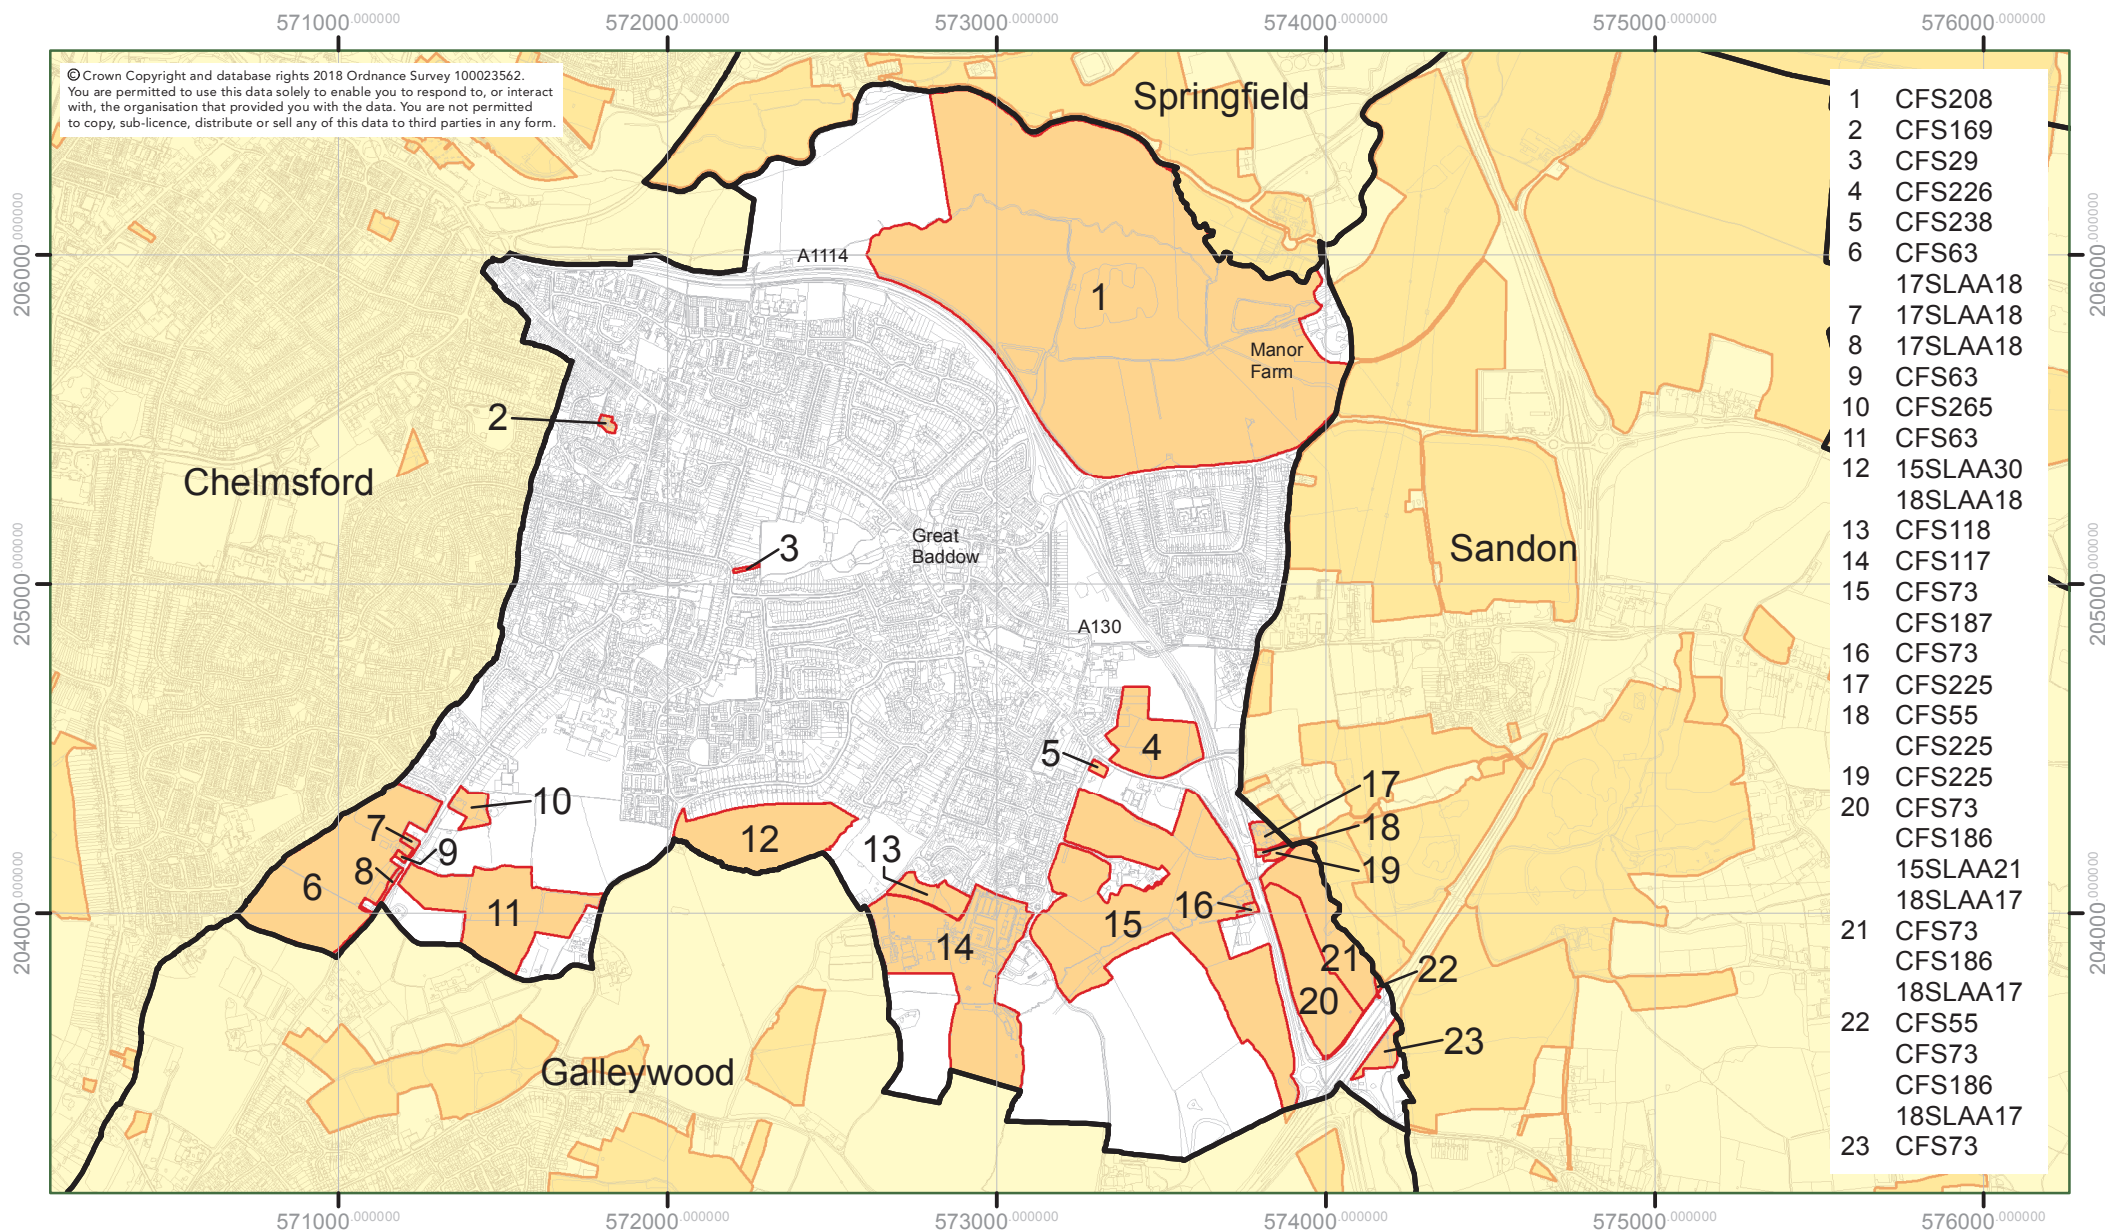 571000.000000 572000.000000 573000.000000 574000.000000 575000.000000 576000.000000
© Crown Copyright and database rights 2018 Ordnance Survey 100023562.
You are permitted to use this data solely to enable you to respond to, or interact
with, the organisation that provided you with the data. You are not permitted
to copy, sub-licence, distribute or sell any of this data to third parties in any form.
Springfield
206000.000000
206000.000000
A1114
1
Manor
Farm
2
Chelmsford
Great
Baddow
3
Sandon
205000.000000
205000.000000
A130
4
5
17
10
7
18
12
13
9
8
19
6
11
16
15
14
204000.000000
204000.000000
21
22
20
23
Galleywood
1 CFS208
2 CFS169
3 CFS29
4 CFS226
5 CFS238
6 CFS63
17SLAA18
7 17SLAA18
8 17SLAA18
9 CFS63
10 CFS265
11 CFS63
12 15SLAA30
18SLAA18
13 CFS118
14 CFS117
15 CFS73
CFS187
16 CFS73
17 CFS225
18 CFS55
CFS225
19 CFS225
20 CFS73
CFS186
15SLAA21
18SLAA17
21 CFS73
CFS186
18SLAA17
22 CFS55
CFS73
CFS186
18SLAA17
23 CFS73
571000.000000 572000.000000 573000.000000 574000.000000 575000.000000 576000.000000